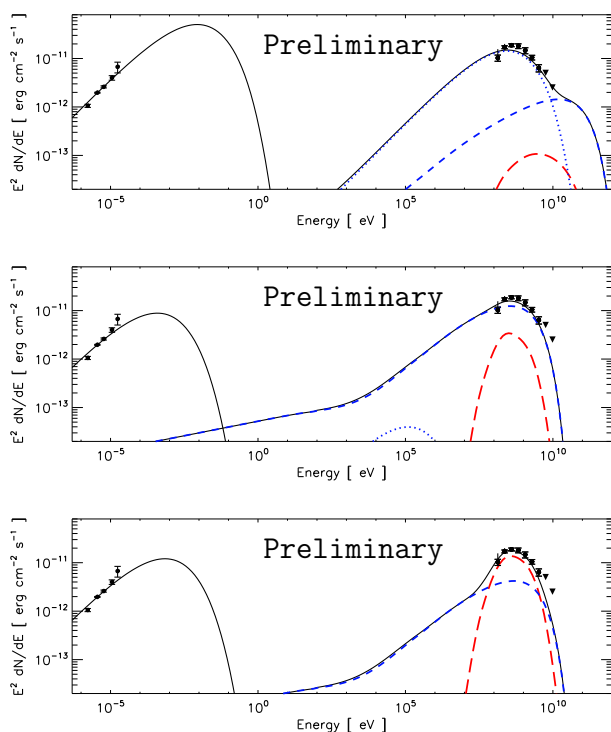 Preliminary
E² dN/dE [ erg cm⁻² s⁻¹ ]
10⁻¹¹
10⁻¹²
10⁻¹³
10⁻⁵
10⁰
10⁵
10¹⁰
Energy [ eV ]
Preliminary
E² dN/dE [ erg cm⁻² s⁻¹ ]
10⁻¹¹
10⁻¹²
10⁻¹³
10⁻⁵
10⁰
10⁵
10¹⁰
Energy [ eV ]
Preliminary
E² dN/dE [ erg cm⁻² s⁻¹ ]
10⁻¹¹
10⁻¹²
10⁻¹³
10⁻⁵
10⁰
10⁵
10¹⁰
Energy [ eV ]